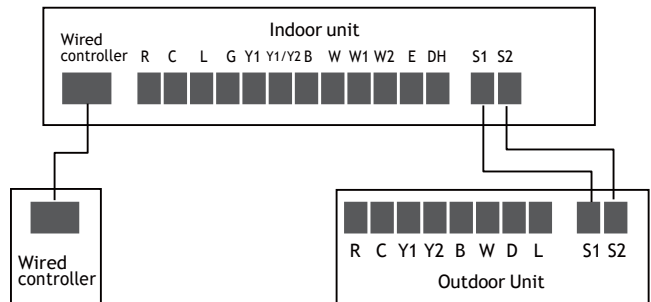 Indoor unit
Wired
controller R C L G Y1 Y1/Y2 B W W1 W2 E DH S1 S2
R C Y1 Y2 B W D L S1 S2
Wired
controller
Outdoor Unit